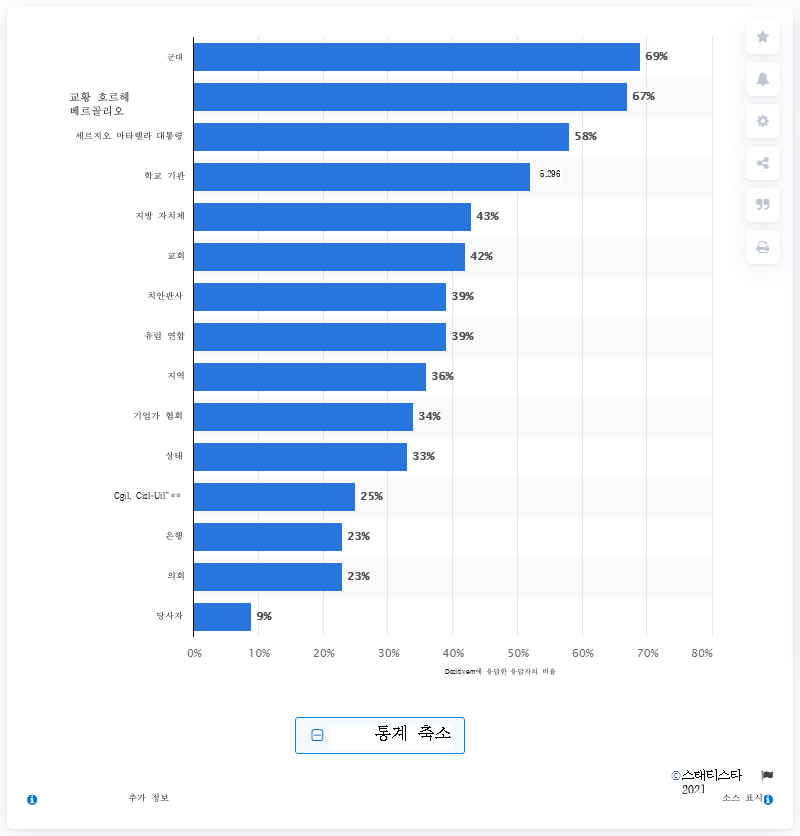 군대
69%
교황 호르헤
베르골리오
67%
세르지오 마타렐라 대통령
58%
학교 기관
5,296
지방 자치체
43%
교회
42%
치안판사
39%
유럽 연합
39%
지역
36%
기업가 협회
34%
상태
33%
Cgil, Cisl-Uil"**
25%
은행
23%
의회
23%
당사자
9%
0% 10% 20% 30% 40% 50% 60% 70% 80%
Dozitivem에 응답한 응답자의 비율
통계 축소
©스태티스타
2021
추가 정보
소스 표시